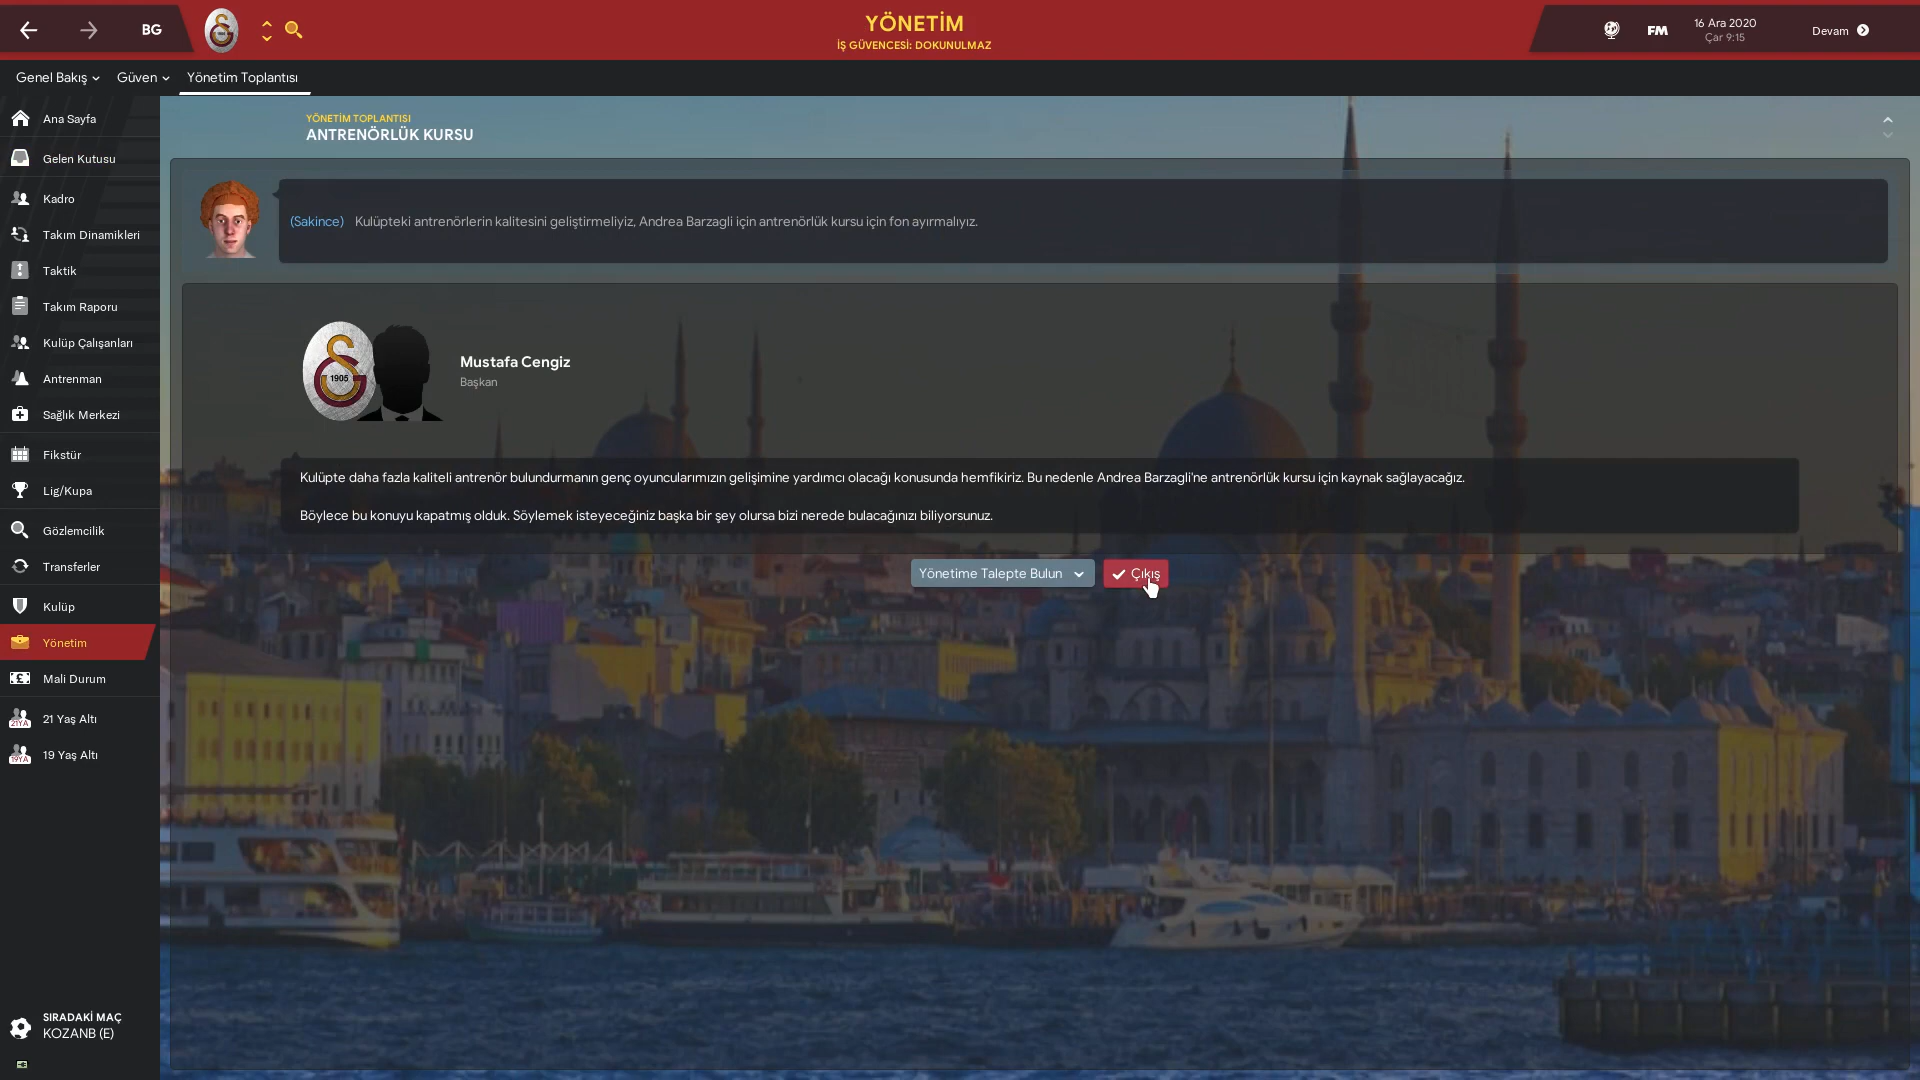 BG
YÖNETİM
İŞ GÜVENCESİ: DOKUNULMAZ
FM
16 Ara 2020
Çar 9:15
Devam
Genel Bakış
Güven
Yönetim Toplantısı
Ana Sayfa
Gelen Kutusu
Kadro
Takım Dinamikleri
Taktik
Takım Raporu
Kulüp Çalışanları
Antrenman
Sağlık Merkezi
Fikstür
Lig/Kupa
Gözlemcilik
Transferler
Kulüp
Yönetim
Mali Durum
21YA
21 Yaş Altı
19YA
19 Yaş Altı
SIRADAKİ MAÇ
KOZANB (E)
YÖNETİM TOPLANTISI
ANTRENÖRLÜK KURSU
(Sakince) Kulüpteki antrenörlerin kalitesini geliştirmeliyiz, Andrea Barzagli için antrenörlük kursu için fon ayırmalıyız.
1905
Mustafa Cengiz
Başkan
Kulüpte daha fazla kaliteli antrenör bulundurmanın genç oyuncularımızın gelişimine yardımcı olacağı konusunda hemfikiriz. Bu nedenle Andrea Barzagli'ne antrenörlük kursu için kaynak sağlayacağız.
Böylece bu konuyu kapatmış olduk. Söylemek isteyeceğiniz başka bir şey olursa bizi nerede bulacağınızı biliyorsunuz.
Yönetime Talepte Bulun
Çıkış